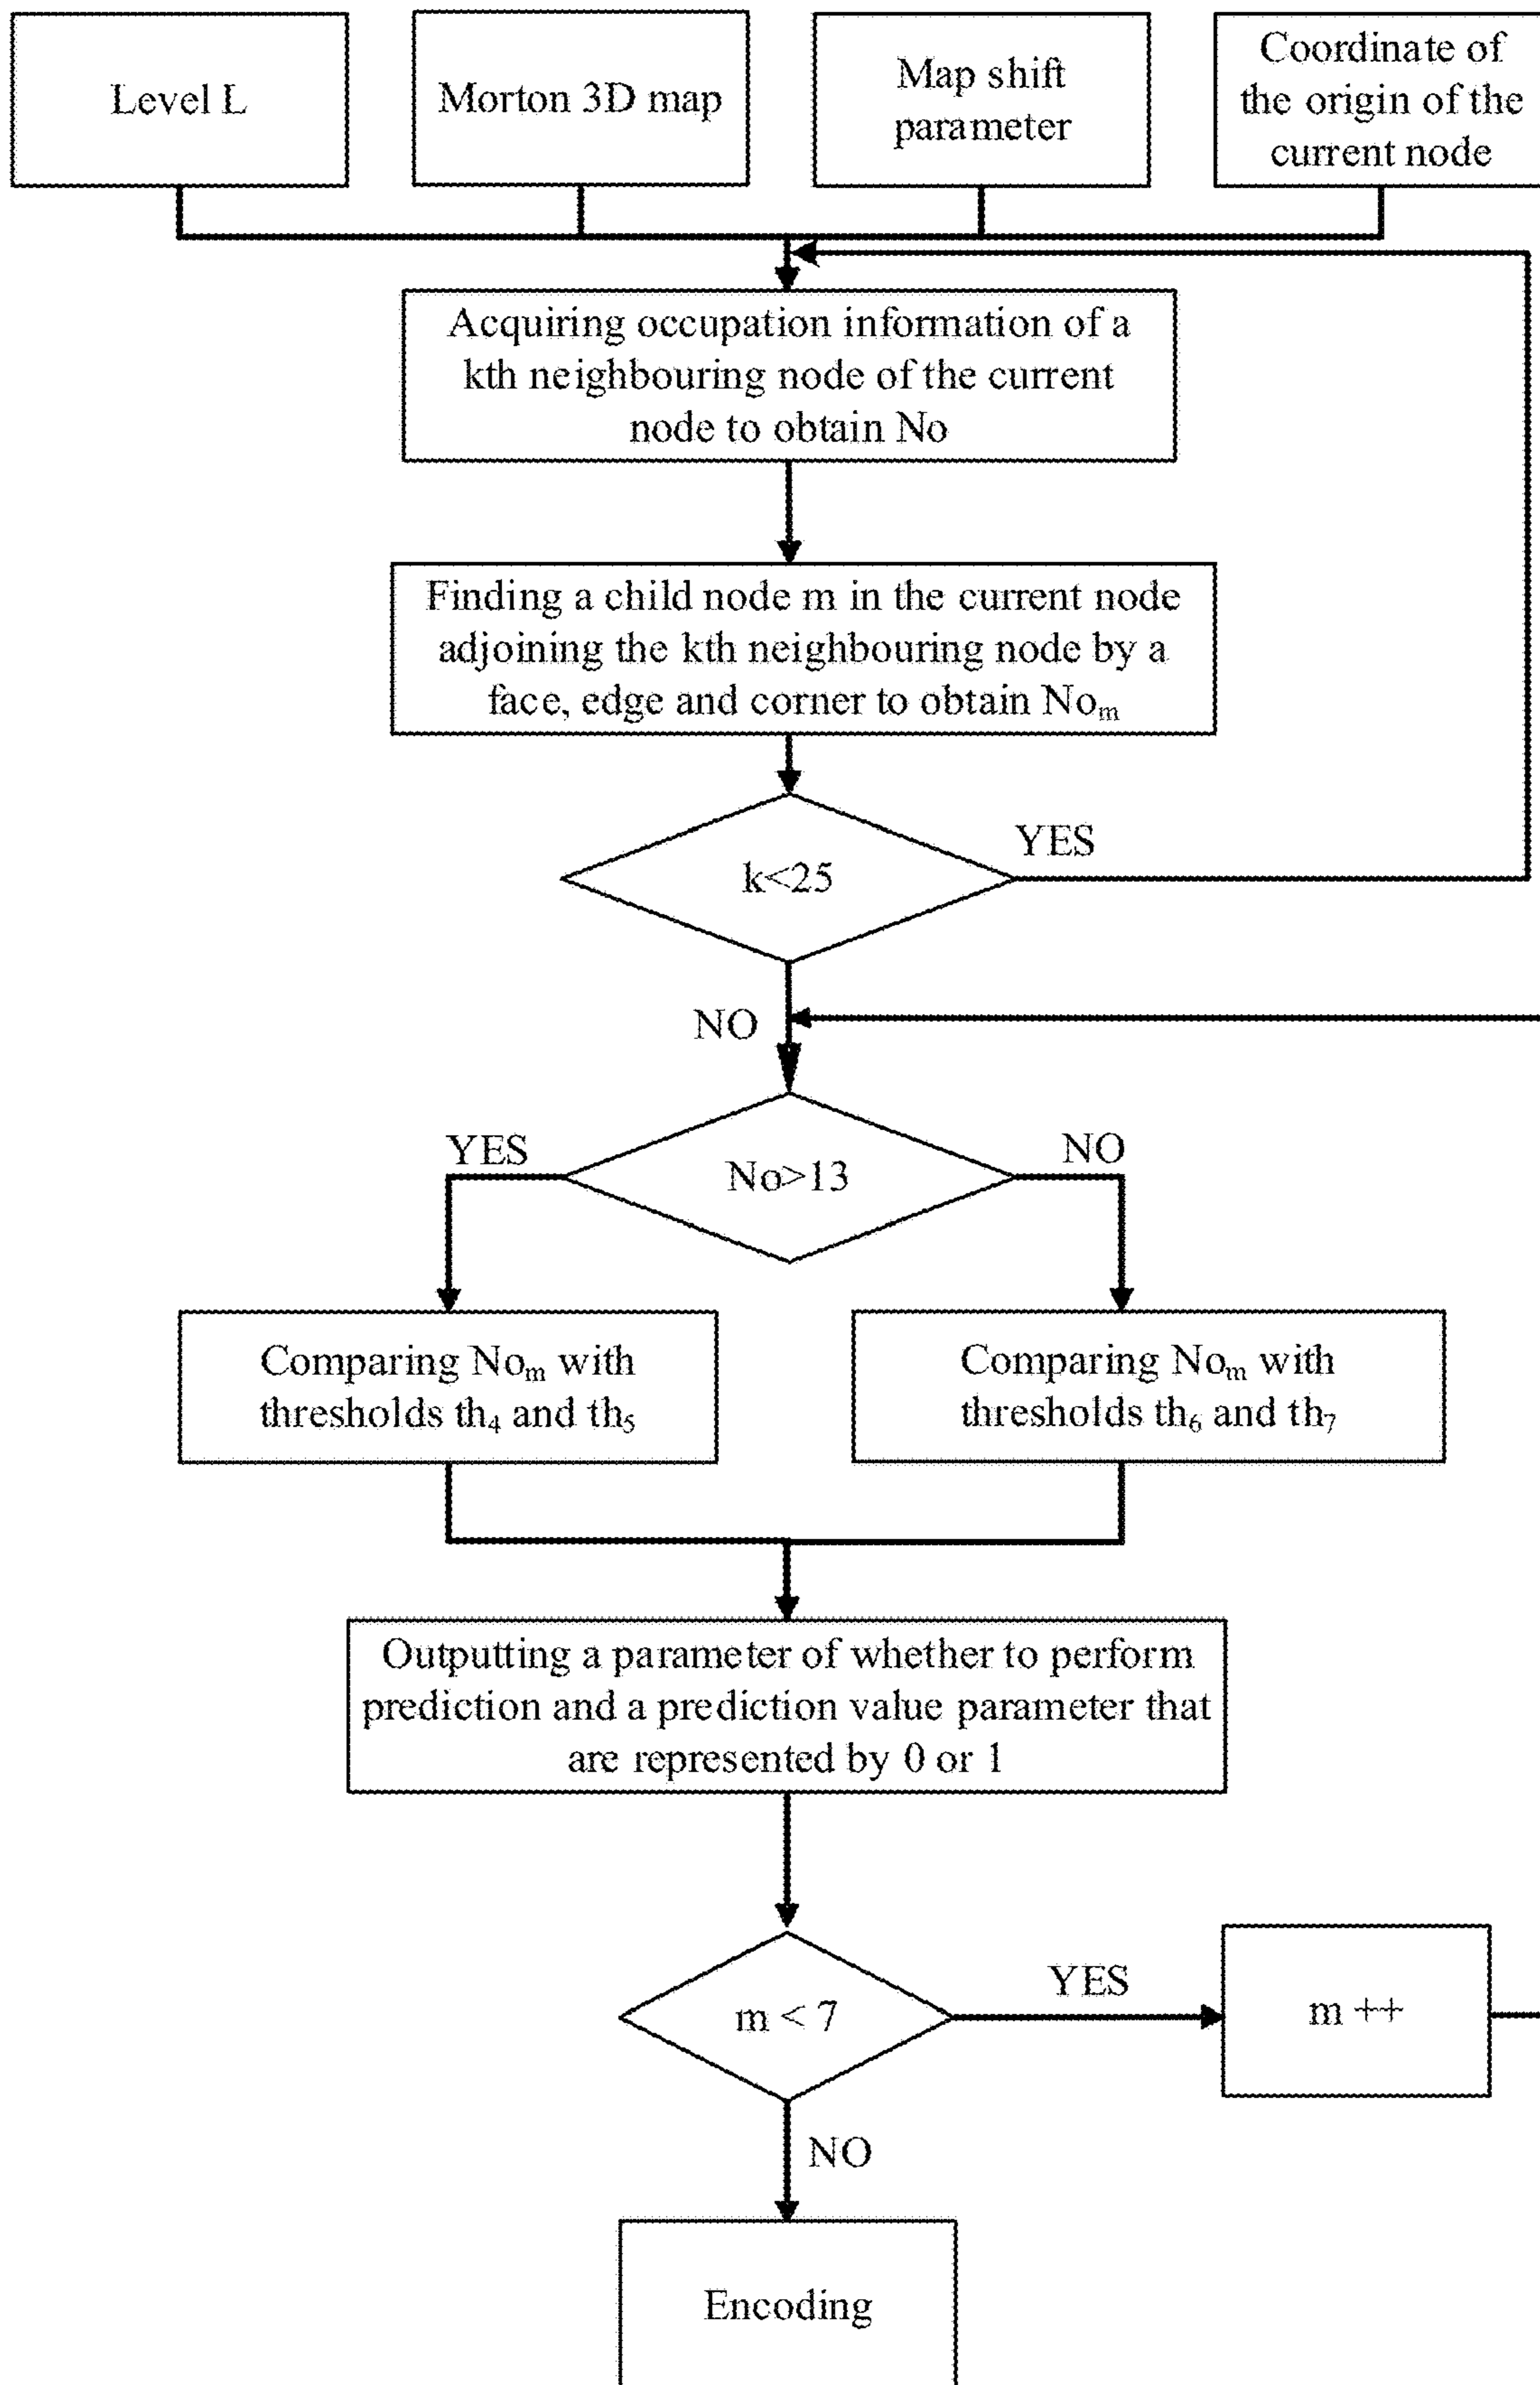 Level L
Morton 3D map
Map shift
parameter
Coordinate of
the origin of the
current node
Acquiring occupation information of a
kth neighbouring node of the current
node to obtain No
Finding a child node m in the current node
adjoining the kth neighbouring node by a
face, edge and corner to obtain Noₘ
k<25
YES
NO
No>13
YES
NO
Comparing Noₘ with
thresholds th₄ and th₅
Comparing Noₘ with
thresholds th₆ and th₇
Outputting a parameter of whether to perform
prediction and a prediction value parameter that
are represented by 0 or 1
m < 7
YES
m ++
NO
Encoding